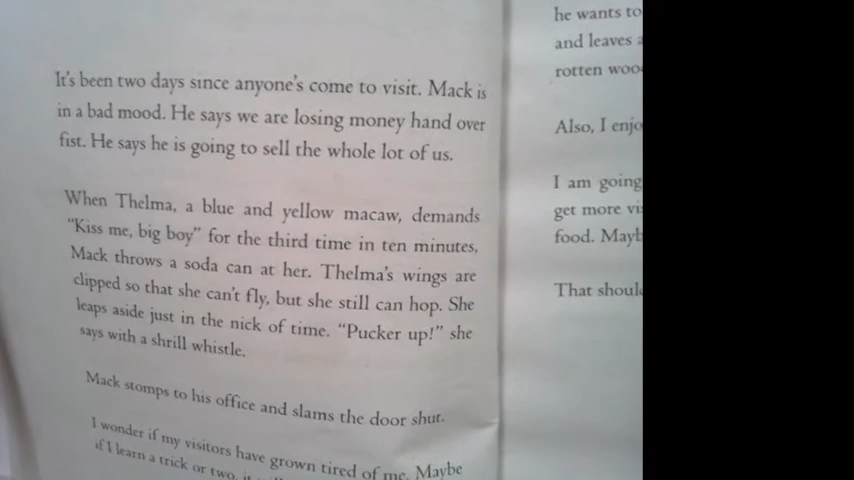 It's been two days since anyone's come to visit. Mack is
in a bad mood. He says we are losing money hand over
fist. He says he is going to sell the whole lot of us.
When Thelma, a blue and yellow macaw, demands
"Kiss me, big boy" for the third time in ten minutes,
Mack throws a soda can at her. Thelma's wings are
clipped so that she can't fly, but she still can hop. She
leaps aside just in the nick of time. "Pucker up!" she
says with a shrill whistle.
Mack stomps to his office and slams the door shut.
I wonder if my visitors have grown tired of me. Maybe
if I learn a trick or two, it
he wants to
and leaves
rotten
Also, I
I am going
get more
food.
That